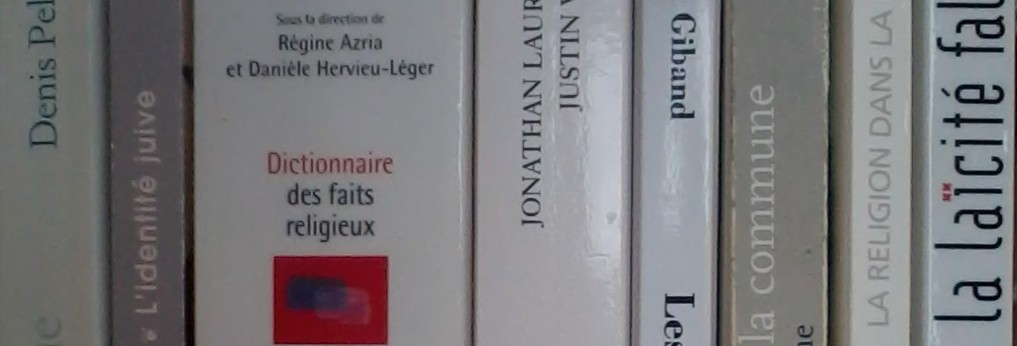 Denis Pel
L'identité juive
Sous la direction de
Régine Azria
et Danièle Hervieu-Léger
Dictionnaire
des faits
religieux
JONATHAN LAUR
JUSTIN
Giband
Les
la commune
ne
LA RELIGION DANS LA
la laïcité fal